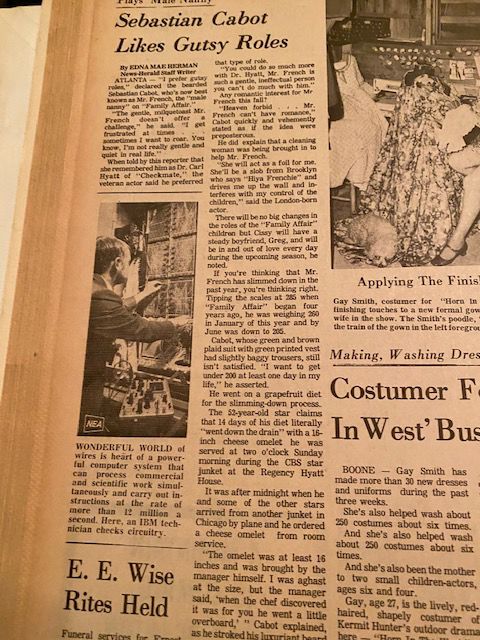 Plays 'Male Nanny'
Sebastian Cabot
Likes Gutsy Roles
By EDNA MAE HERMAN
News-Herald Staff Writer
ATLANTA — "I prefer gutsy
roles," declared the bearded
Sebastian Cabot, who's now best
known as Mr. French, the "male
nanny" on "Family Affair."
"The gentle, milquetoast Mr.
French doesn't offer a
challenge," he said. "I get
frustrated at times . . .
sometimes I want to roar. You
know, I'm not really gentle and
quiet in real life."
When told by this reporter that
she remembered him as Dr. Carl
Hyatt of "Checkmate," the
veteran actor said he preferred
that type of role.
"You could do so much more
with Dr. Hyatt, Mr. French is
such a gentle, ineffectual person
you can't do much with him."
Any romantic interest for Mr
French this fall?
"Heaven forbid . . . Mr.
French can't have romance,"
Cabot quickly and vehemently
stated as if the idea were
preposterous.
He did explain that a cleaning
woman was being brought in to
help Mr. French.
"She will act as a foil for me.
She'll be a slob from Brooklyn
who says "Hiya Frenchie" and
drives me up the wall and in-
terferes with my control of the
children," said the London-born
actor.
There will be no big changes in
the roles of the "Family Affair"
children but Cissy will have a
steady boyfriend, Greg, and will
be in and out of love every day
during the upcoming season, he
noted.
If you're thinking that Mr.
French has slimmed down in the
past year, you're thinking right.
Tipping the scales at 285 when
"Family Affair" began four
years ago, he was weighing 260
in January of this year and by
June was down to 205.
Cabot, whose green and brown
plaid suit with green printed vest
had slightly baggy trousers, still
isn't satisfied. "I want to get
under 200 at least one day in my
life," he asserted.
He went on a grapefruit diet
for the slimming-down process.
The 52-year-old star claims
that 14 days of his diet literally
"went down the drain" with a 16-
inch cheese omelet he was
served at two o'clock Sunday
morning during the CBS star
junket at the Regency Hyatt
House.
It was after midnight when he
and some of the other stars
arrived from another junket in
Chicago by plane and he ordered
a cheese omelet from room
service.
"The omelet was at least 16
inches and was brought by the
manager himself. I was aghast
at the size, but the manager
said, 'when the chef discovered
it was for you he went a little
overboard,' " Cabot explained,
as he stroked his luxuriant beard
NEA
WONDERFUL WORLD of
wires is heart of a power-
ful computer system that
can process commercial
and scientific work simul-
taneously and carry out in-
structions at the rate of
more than 12 million a
second. Here, an IBM tech-
nician checks circuitry.
E. E. Wise
Rites Held
Funeral services for Ernest
Applying The Finis
Gay Smith, costumer for "Horn In
finishing touches to a new formal gow
wife in the show. The Smith's poodle,
the train of the gown in the left foregrou
Making, Washing Dres
Costumer F
In West' Bus
BOONE — Gay Smith has
made more than 30 new dresses
and uniforms during the past
three weeks.
She's also helped wash about
250 costumes about six times.
And she's also helped wash
about 250 costumes about six
times.
And she's also been the mother
to two small children-actors,
ages six and four.
Gay, age 27, is the lively, red-
haired, shapely costumer of
Kermit Hunter's outdoor drama
here — "Horn In The West